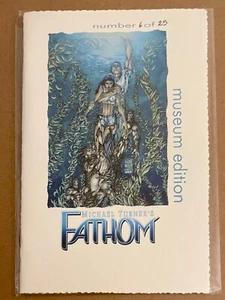 number 6 of 25
museum edition
MICHAEL TURNER'S
FATHOM